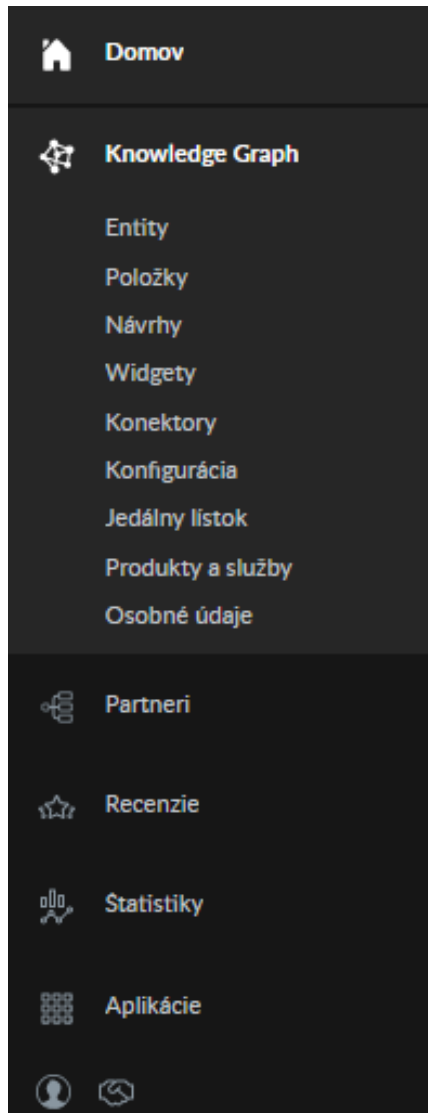 Domov
Knowledge Graph
Entity
Položky
Návrhy
Widgety
Konektory
Konfigurácia
Jedálny lístok
Produkty a služby
Osobné údaje
Partneri
Recenzie
Štatistiky
Aplikácie